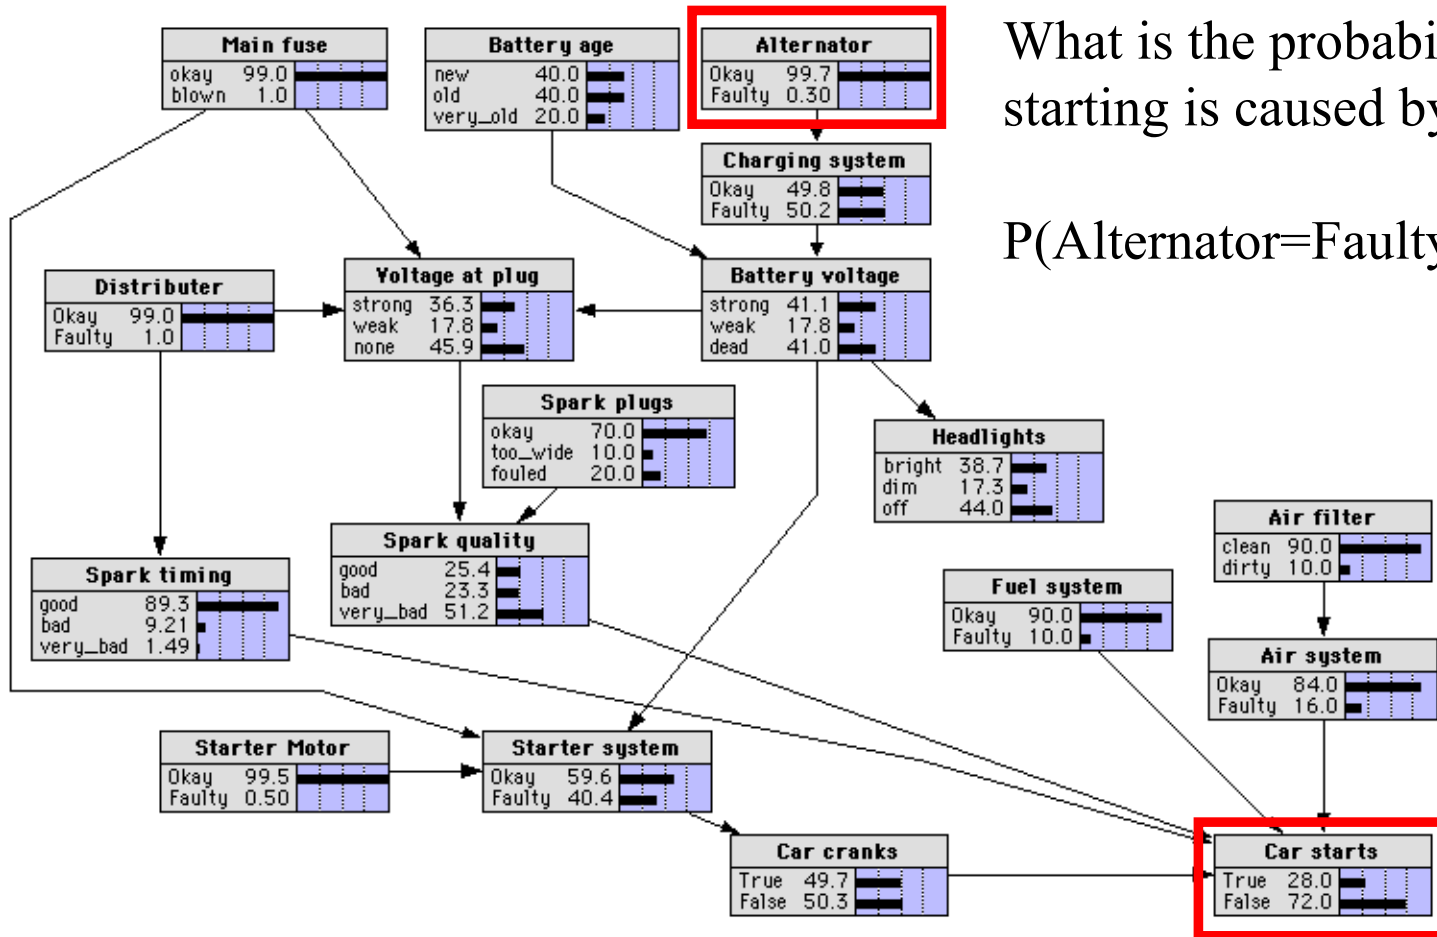 What is the probabi
starting is caused by
P(Alternator=Faulty
Main fuse
okay 99.0
blown 1.0
Battery age
new 40.0
old 40.0
very_old 20.0
Alternator
Okay 99.7
Faulty 0.30
Charging system
Okay 49.8
Faulty 50.2
Distributer
Okay 99.0
Faulty 1.0
Voltage at plug
strong 36.3
weak 17.8
none 45.9
Battery voltage
strong 41.1
weak 17.8
dead 41.0
Spark plugs
okay 70.0
too_wide 10.0
fouled 20.0
Headlights
bright 38.7
dim 17.3
off 44.0
Spark timing
good 89.3
bad 9.21
very_bad 1.49
Spark quality
good 25.4
bad 23.3
very_bad 51.2
Air filter
clean 90.0
dirty 10.0
Fuel system
Okay 90.0
Faulty 10.0
Air system
Okay 84.0
Faulty 16.0
Starter Motor
Okay 99.5
Faulty 0.50
Starter system
Okay 59.6
Faulty 40.4
Car cranks
True 49.7
False 50.3
Car starts
True 28.0
False 72.0